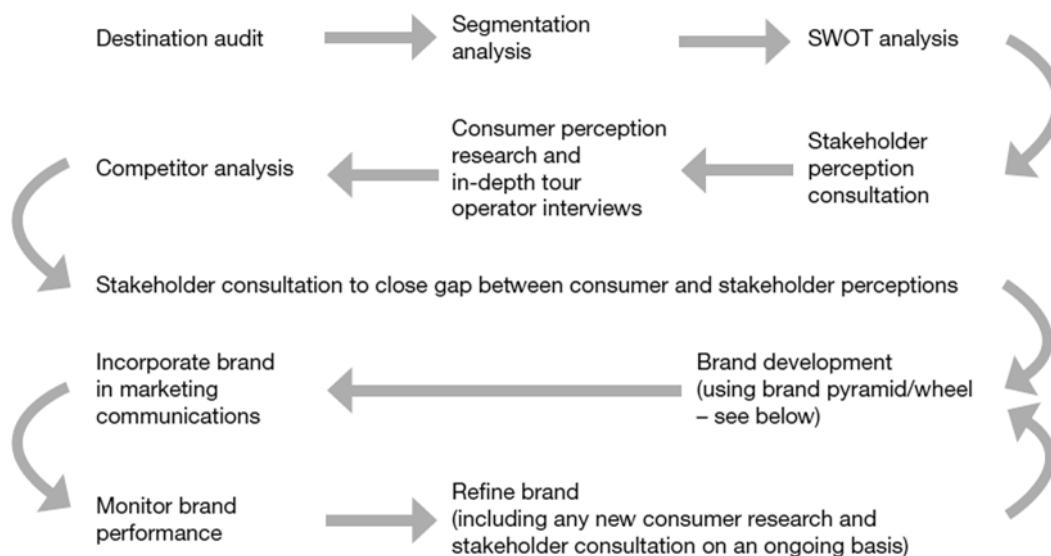 Destination audit
Segmentation
analysis
SWOT analysis
Stakeholder
perception
consultation
Consumer perception
research and
in-depth tour
operator interviews
Competitor analysis
Stakeholder consultation to close gap between consumer and stakeholder perceptions
Brand development
(using brand pyramid/wheel
– see below)
Incorporate brand
in marketing
communications
Monitor brand
performance
Refine brand
(including any new consumer research and
stakeholder consultation on an ongoing basis)